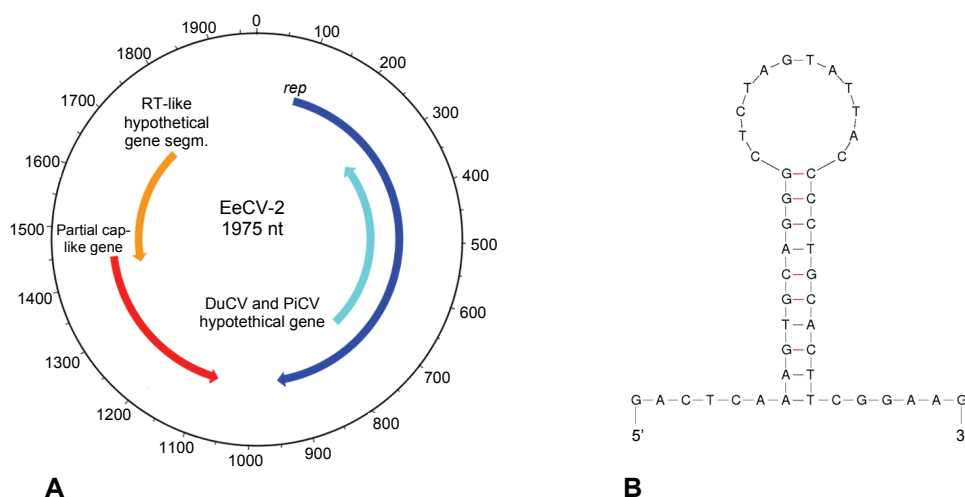 0
100
200
300
400
500
600
700
800
900
1000
1100
1200
1300
1400
1500
1600
1700
1800
1900
rep
RT-like
hypothetical
gene segm.
EeCV-2
1975 nt
Partial cap-
like gene
DuCV and PiCV
hypotethical gene
A
G A C T C A A A A G T G C A G G G C T C T A G T A T T A C C C C T G C A C T T C G G A A G
5'
3
B